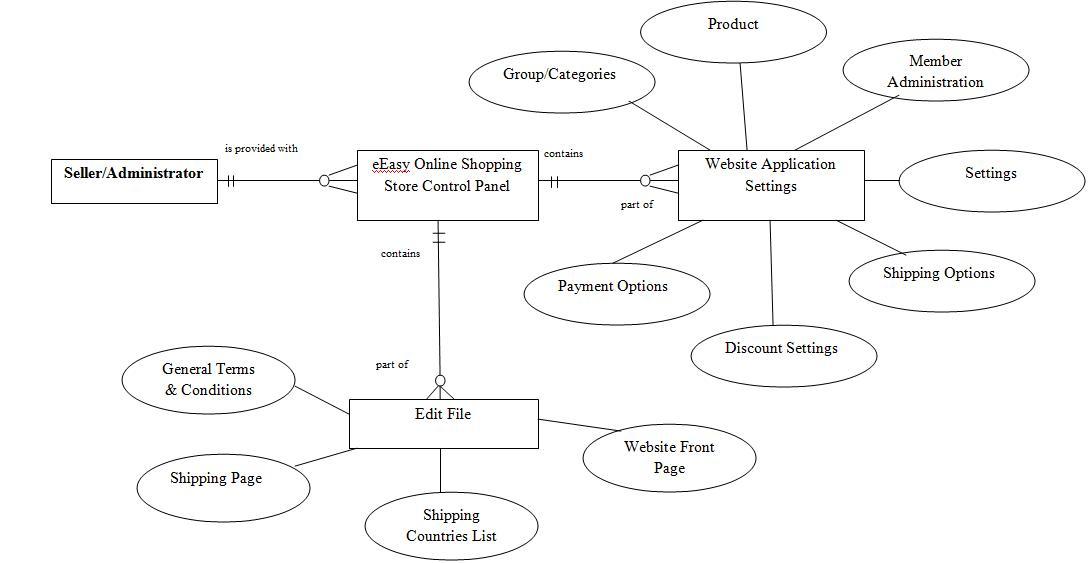 Product
Group/Categories
Member
Administration
is provided with
Seller/Administrator
eEasy Online Shopping
Store Control Panel
contains
part of
Website Application
Settings
Settings
contains
Payment Options
Shipping Options
Discount Settings
part of
General Terms
& Conditions
Edit File
Website Front
Page
Shipping Page
Shipping
Countries List